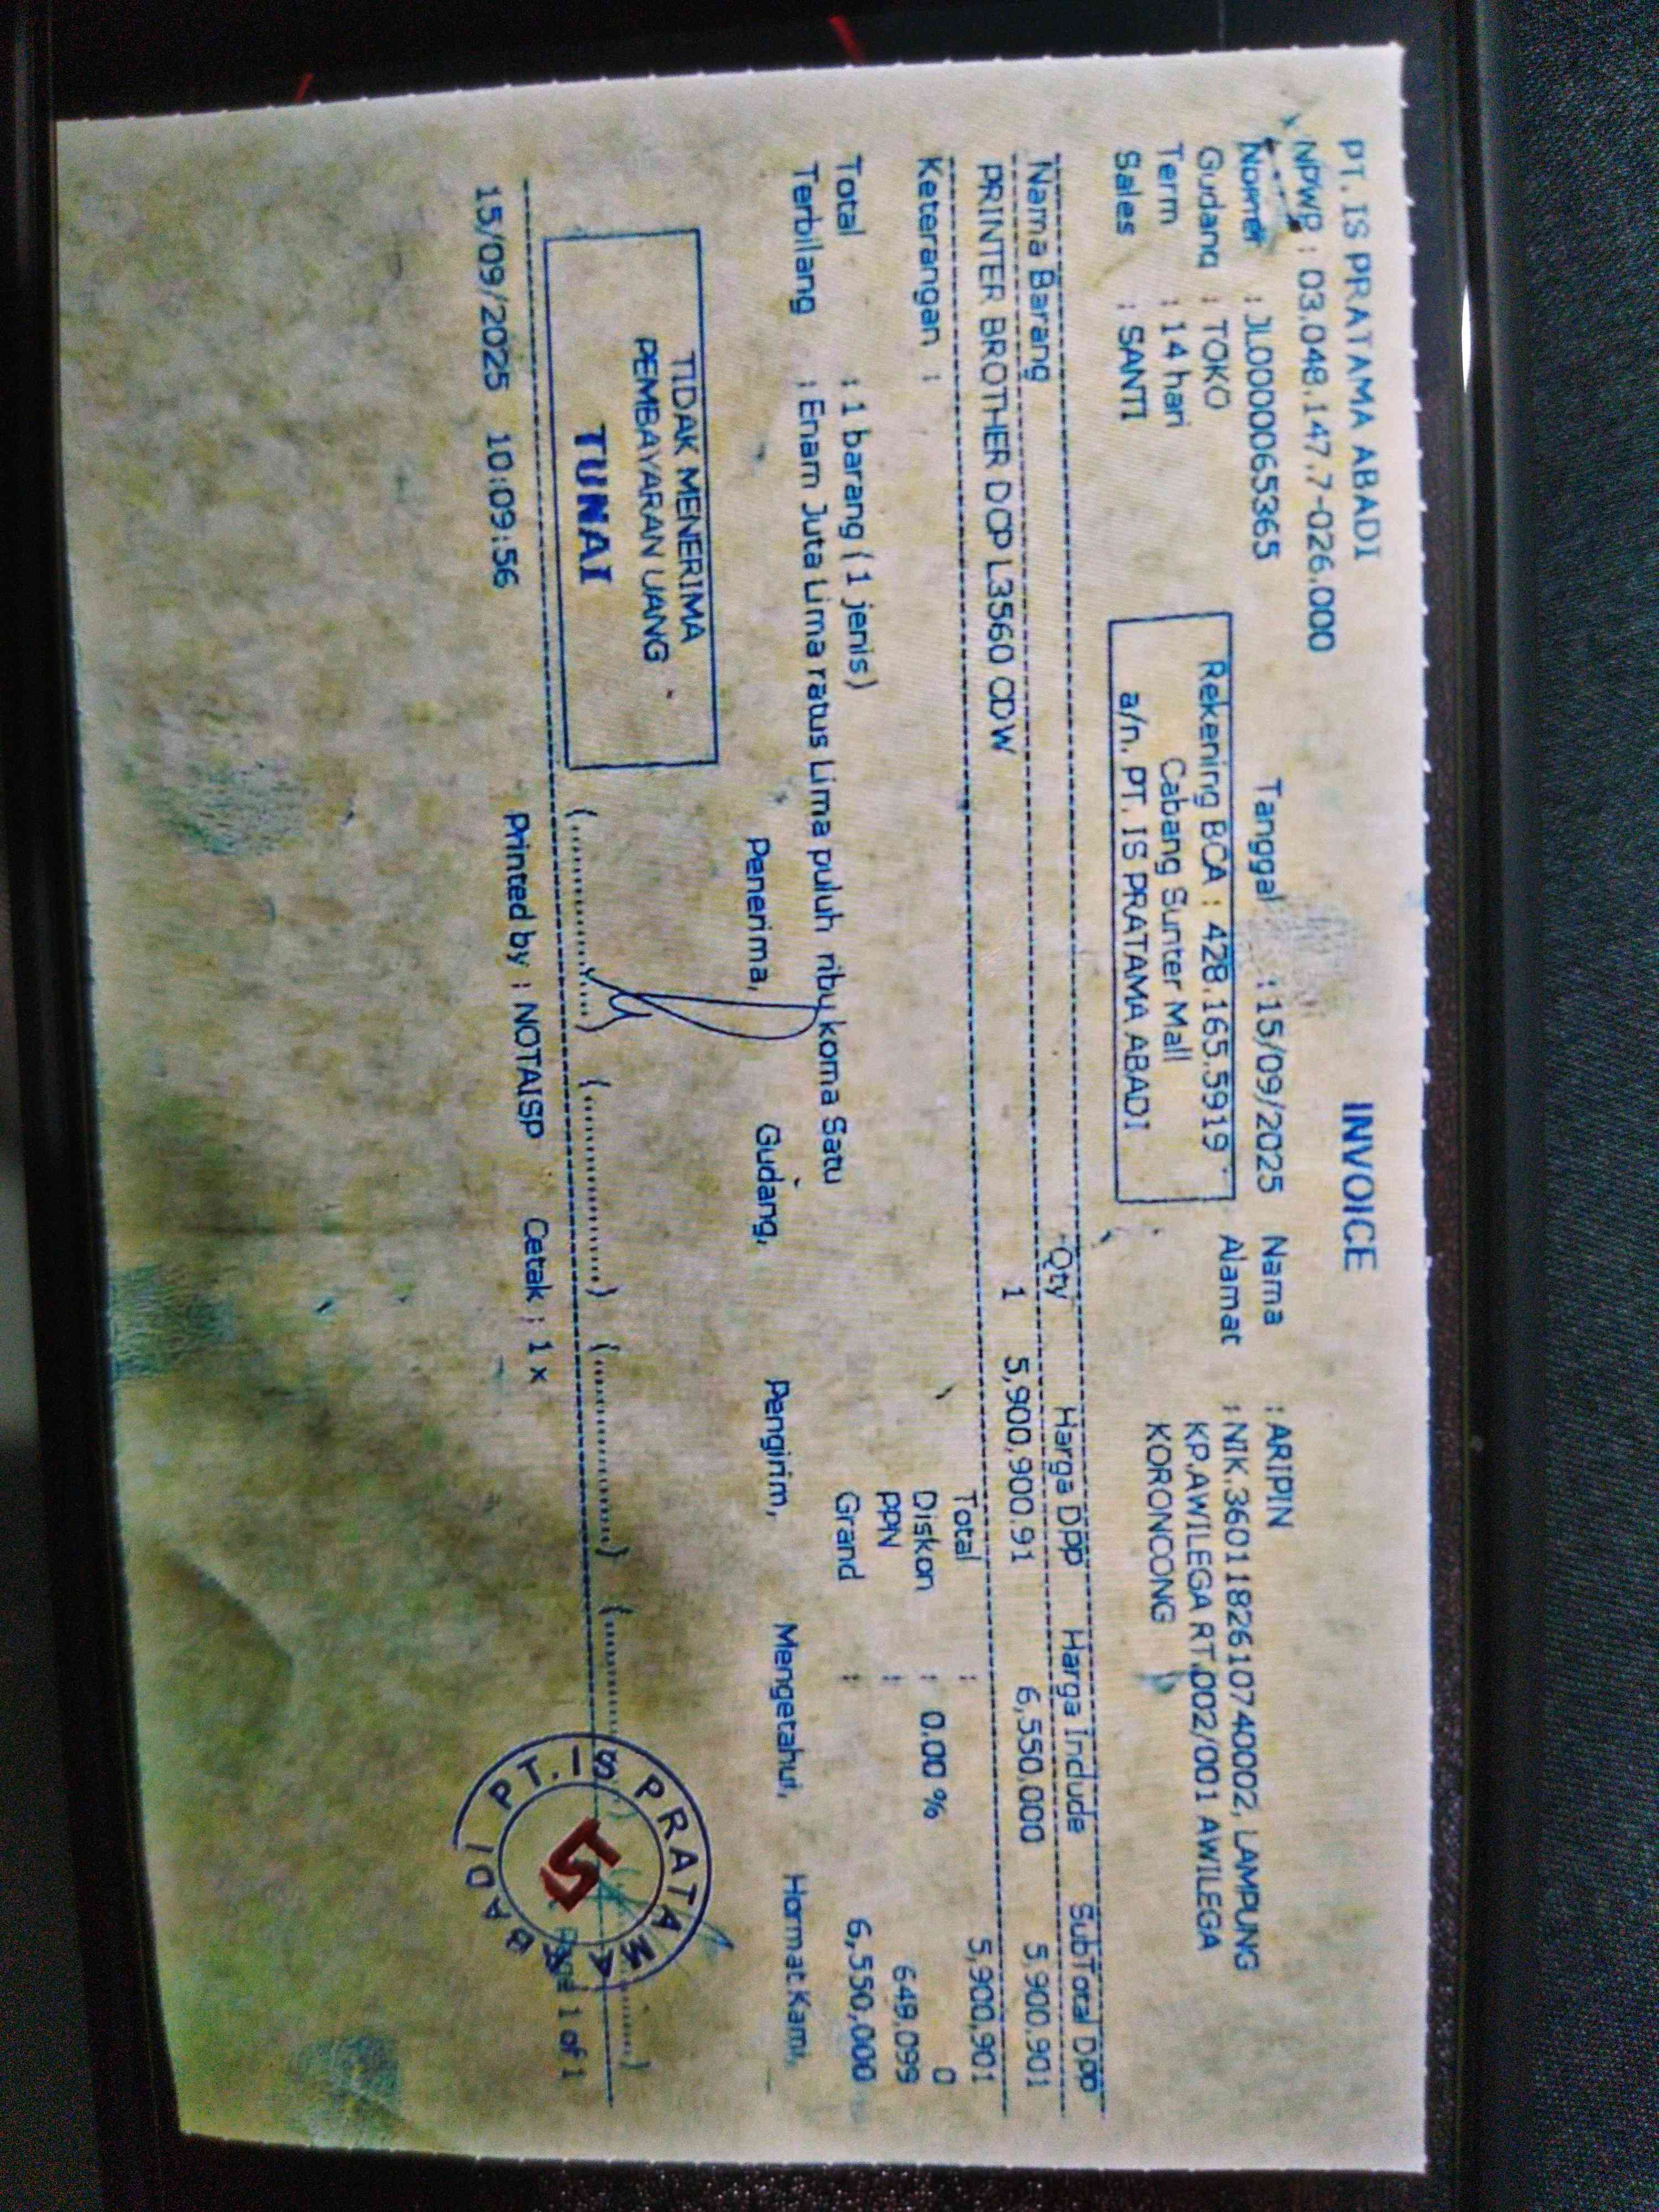 PT. IS PRATAMA ABADI
INVOICE
NPWP : 03.048.147.7-026.000
Nomer : JL0000065365
Tanggal : 15/09/2025
Nama : ARIPIN
Gudang : TOKO
Rekening BCA : 428.165.5919
Alamat : NIK.3601182610740002, LAMPUNG
Term : 14 hari
Cabang Sunter Mall
KP.AWILEGA RT.002/001 AWILEGA
Sales : SANTI
a/n. PT. IS PRATAMA ABADI
KORONCONG
Nama Barang Qty Harga Dpp Harga Include SubTotal Dpp
PRINTER BROTHER DCP L3560 CDW 1 5,900,900.91 6,550,000 5,900,901
Keterangan :
Total : 5,900,901
Diskon : 0.00 % 0
PPN : 649,099
Total : 1 barang ( 1 jenis)
Grand : 6,550,000
Terbilang : Enam Juta Lima ratus Lima puluh ribu koma Satu
Penerima, Gudang, Pengirim, Mengetahui, Hormat Kami,
TIDAK MENERIMA
PEMBAYARAN UANG
TUNAI
PT. IS PRATAMA ABADI
15/09/2025 10:09:56 Printed by : NOTAISP Cetak : 1 x Page 1 of 1